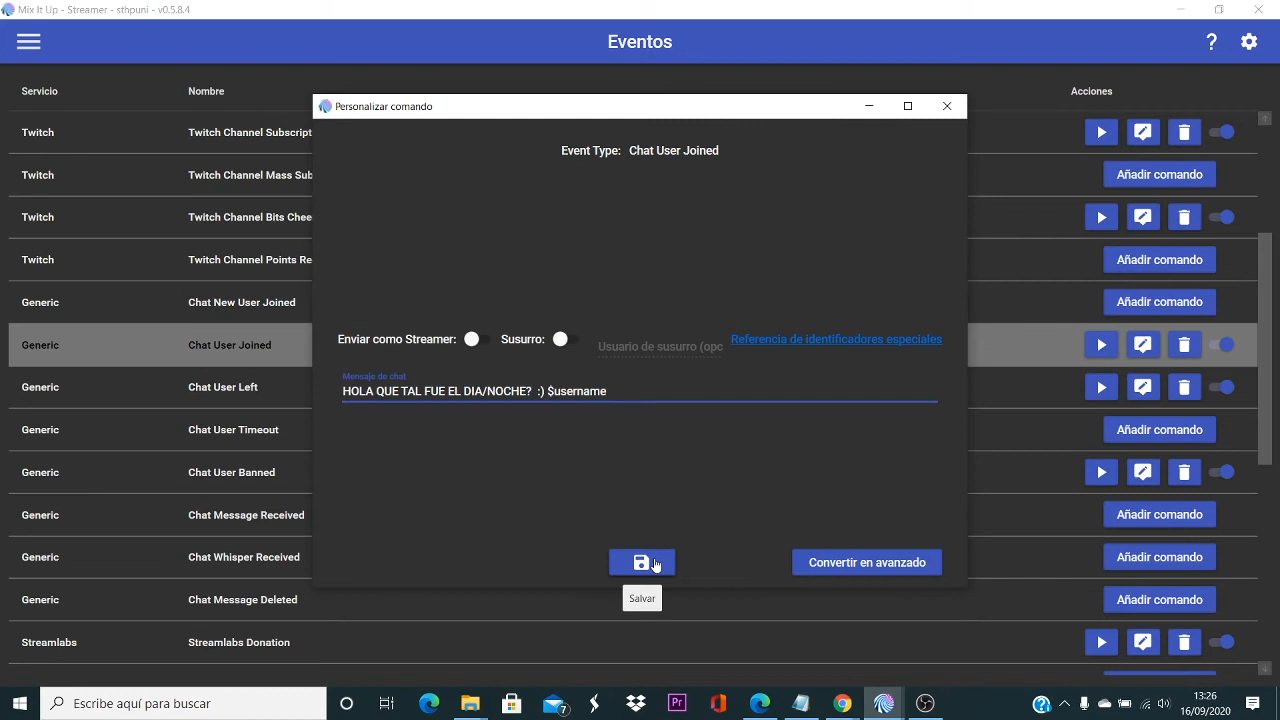 Mix It Up - Streamer - sthpuni - v0.5.8.4
Eventos
?
Servicio Nombre Acciones
Personalizar comando
Event Type: Chat User Joined
Twitch Twitch Channel Subscript
Twitch Twitch Channel Mass Sub Añadir comando
Twitch Twitch Channel Bits Chee
Twitch Twitch Channel Points Re Añadir comando
Generic Chat New User Joined Añadir comando
Generic Chat User Joined
Enviar como Streamer: Susurro: Usuario de susurro (opc Referencia de identificadores especiales
Mensaje de chat
HOLA QUE TAL FUE EL DIA/NOCHE? :) $username
Generic Chat User Left
Generic Chat User Timeout Añadir comando
Generic Chat User Banned
Generic Chat Message Received Añadir comando
Generic Chat Whisper Received Añadir comando
Convertir en avanzado
Salvar
Generic Chat Message Deleted Añadir comando
Streamlabs Streamlabs Donation
Escribe aquí para buscar
7
Pr
?
13:26
16/09/2020